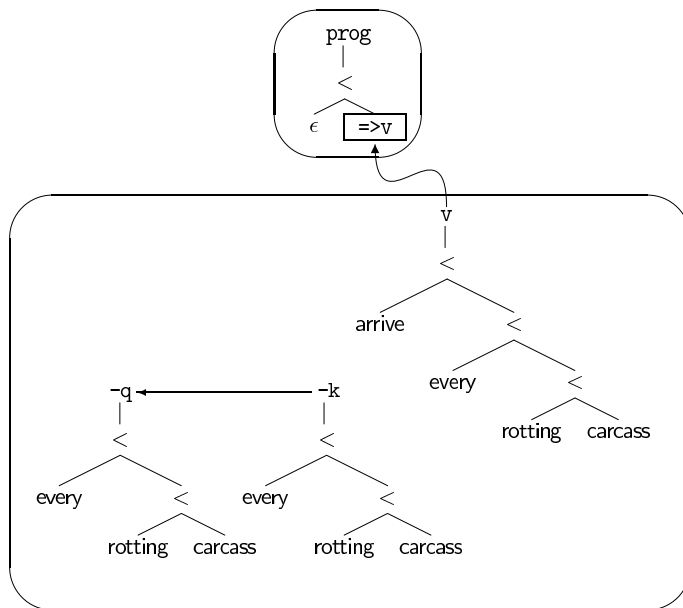 prog
<
ϵ =>v
v
<
arrive <
every <
rotting carcass
-q -k
< <
every < every <
rotting carcass rotting carcass